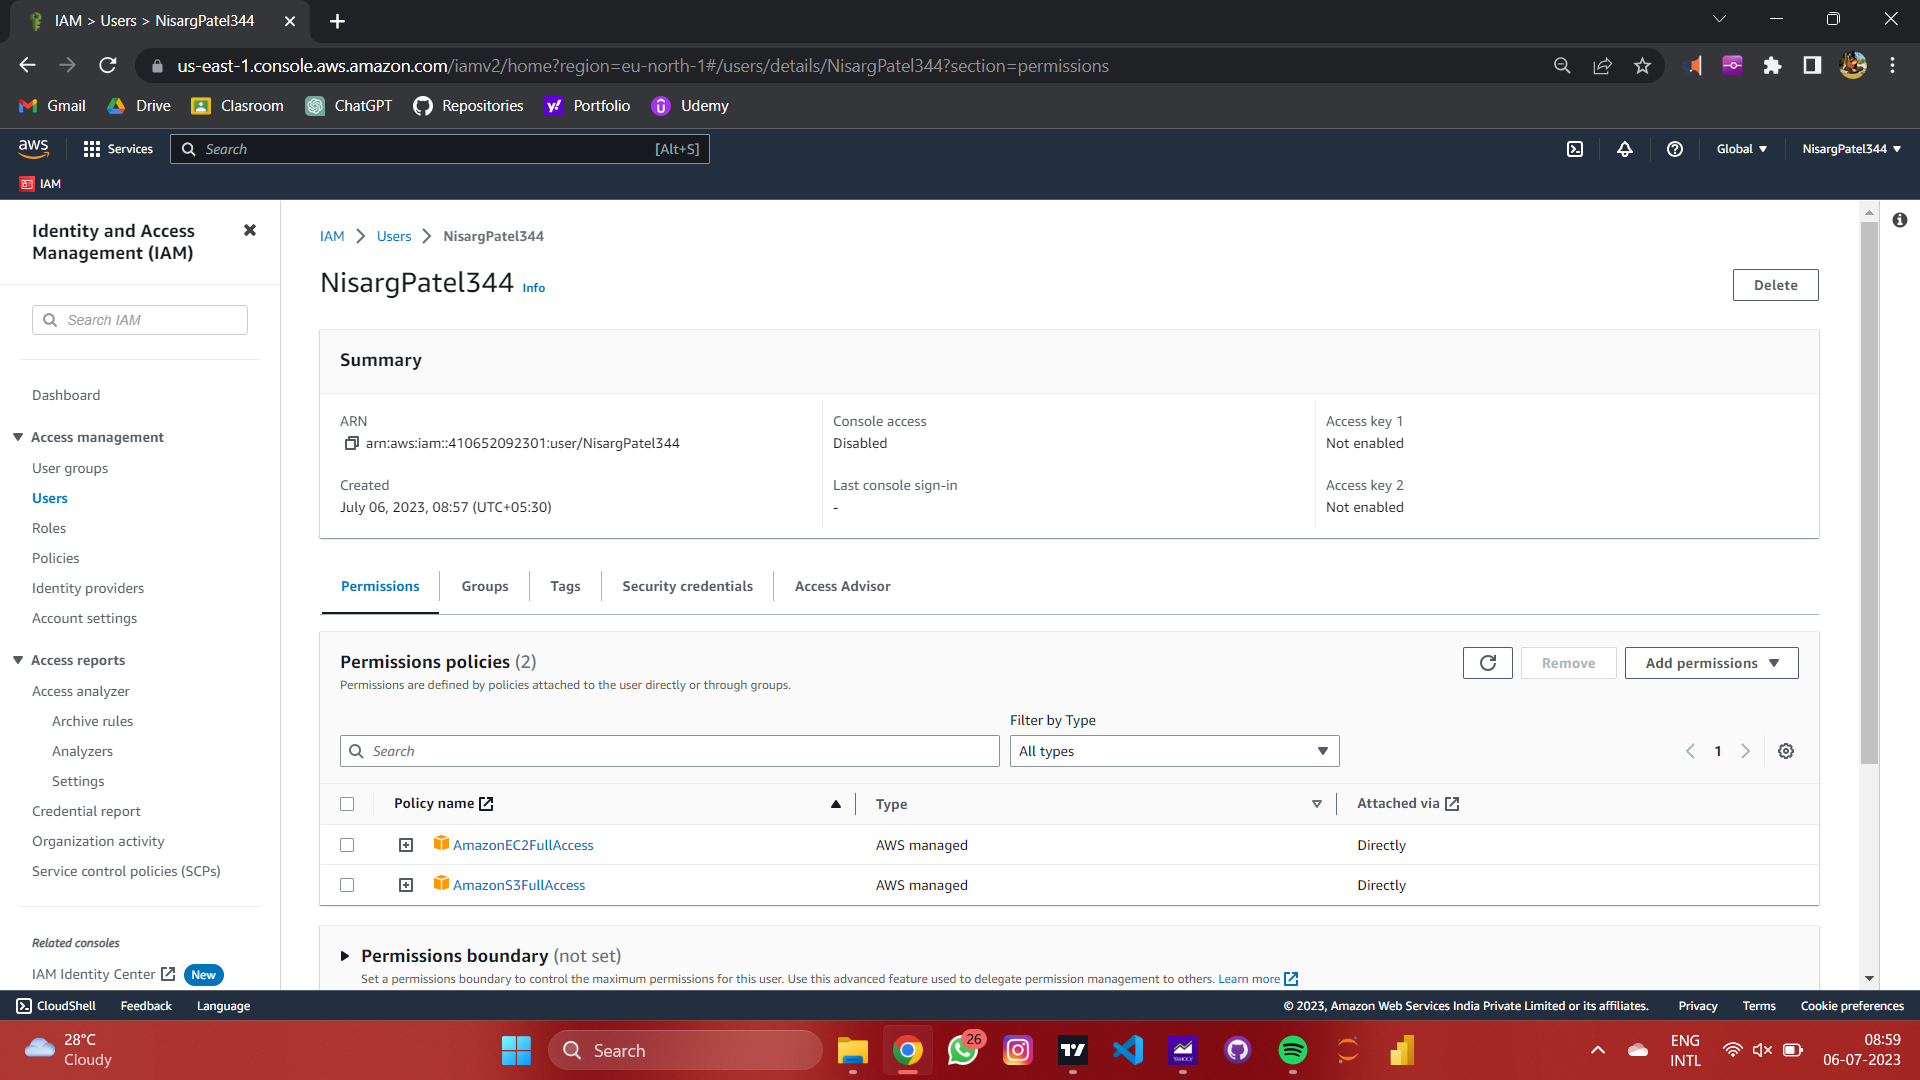 IAM > Users > NisargPatel344
us-east-1.console.aws.amazon.com/iamv2/home?region=eu-north-1#/users/details/NisargPatel344?section=permissions
Gmail
Drive
Clasroom
ChatGPT
Repositories
Portfolio
Udemy
aws
Services
Search
[Alt+S]
Global
NisargPatel344
IAM
Identity and Access
Management (IAM)
Search IAM
Dashboard
Access management
User groups
Users
Roles
Policies
Identity providers
Account settings
Access reports
Access analyzer
Archive rules
Analyzers
Settings
Credential report
Organization activity
Service control policies (SCPs)
Related consoles
IAM Identity Center New
IAM > Users > NisargPatel344
NisargPatel344 Info
Delete
Summary
ARN
arn:aws:iam::410652092301:user/NisargPatel344
Created
July 06, 2023, 08:57 (UTC+05:30)
Console access
Disabled
Last console sign-in
-
Access key 1
Not enabled
Access key 2
Not enabled
Permissions
Groups
Tags
Security credentials
Access Advisor
Permissions policies (2)
Permissions are defined by policies attached to the user directly or through groups.
Remove
Add permissions
Filter by Type
Search
All types
1
Policy name
Type
Attached via
AmazonEC2FullAccess
AWS managed
Directly
AmazonS3FullAccess
AWS managed
Directly
Permissions boundary (not set)
Set a permissions boundary to control the maximum permissions for this user. Use this advanced feature used to delegate permission management to others. Learn more
CloudShell
Feedback
Language
© 2023, Amazon Web Services India Private Limited or its affiliates.
Privacy
Terms
Cookie preferences
28°C
Cloudy
Search
26
YAHOO!
ENG
INTL
08:59
06-07-2023